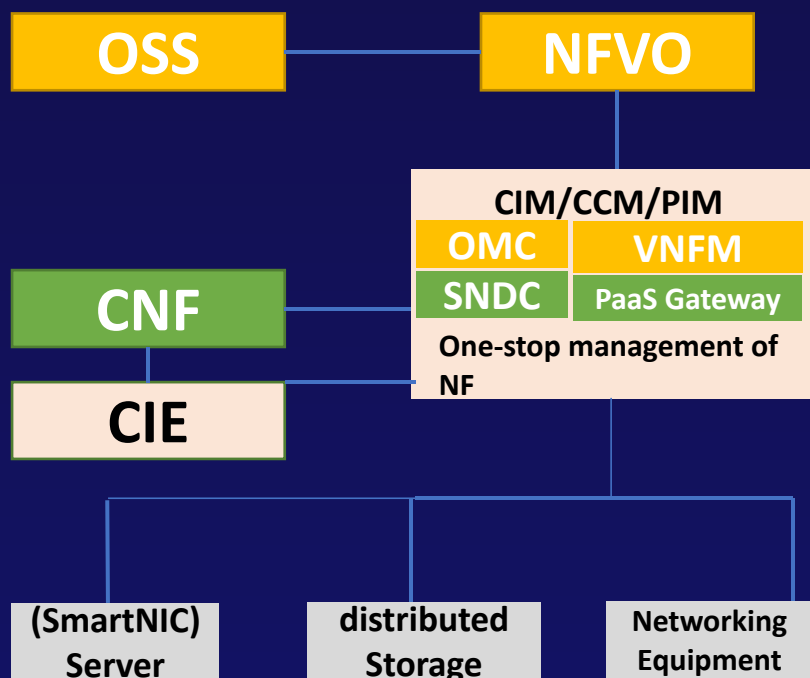 OSS
NFVO
CIM/CCM/PIM
OMC
VNFM
SNDC
PaaS Gateway
One-stop management of
NF
CNF
CIE
(SmartNIC)
Server
distributed
Storage
Networking
Equipment